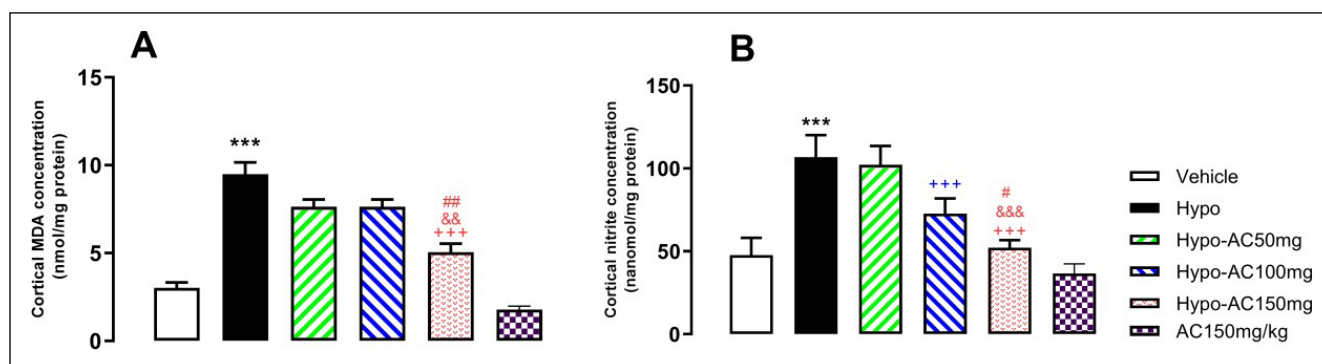 A
Cortical MDA concentration
(nmol/mg protein)
15
10
5
0
***
##
&&
+++
B
Cortical nitrite concentration
(nanomol/mg protein)
150
100
50
0
***
+++
#
&&&
+++
Vehicle
Hypo
Hypo-AC50mg
Hypo-AC100mg
Hypo-AC150mg
AC150mg/kg